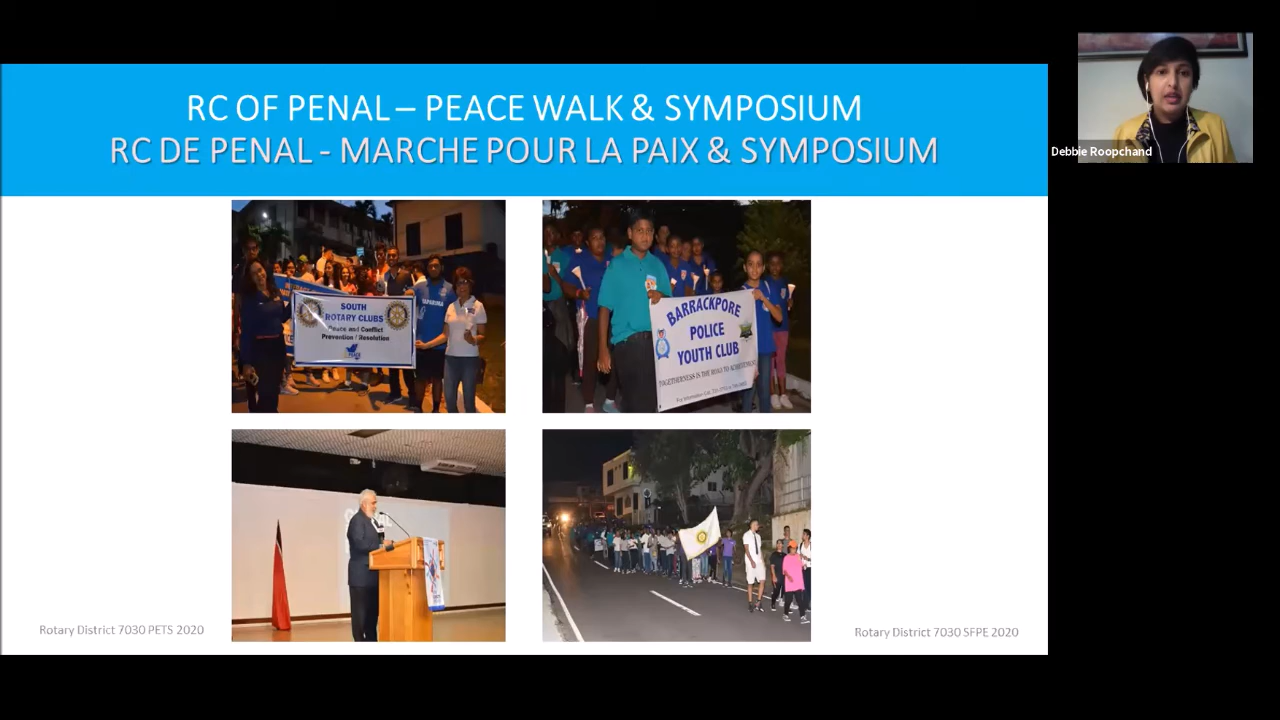 RC OF PENAL – PEACE WALK & SYMPOSIUM
RC DE PENAL - MARCHE POUR LA PAIX & SYMPOSIUM
Debbie Roopchand
SOUTH
ROTARY CLUBS
Peace and Conflict
Prevention / Resolution
PEACE
BARRACKPORE
POLICE
YOUTH CLUB
TOGETHERNESS IS THE ROAD TO ACHIEVEMENT
Rotary District 7030 PETS 2020
Rotary District 7030 SFPE 2020